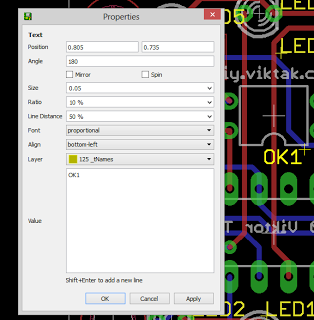 Properties
Text
Position
0.805
0.735
Angle
180
Mirror
Spin
Size
0.05
Ratio
10 %
Line Distance
50 %
Font
proportional
Align
bottom-left
Layer
125 _tNames
Value
OK1
Shift+Enter to add a new line
OK
Cancel
Apply
D5
LED
LED
iy.viktak.c
OK1
Viktor
D2
LED1